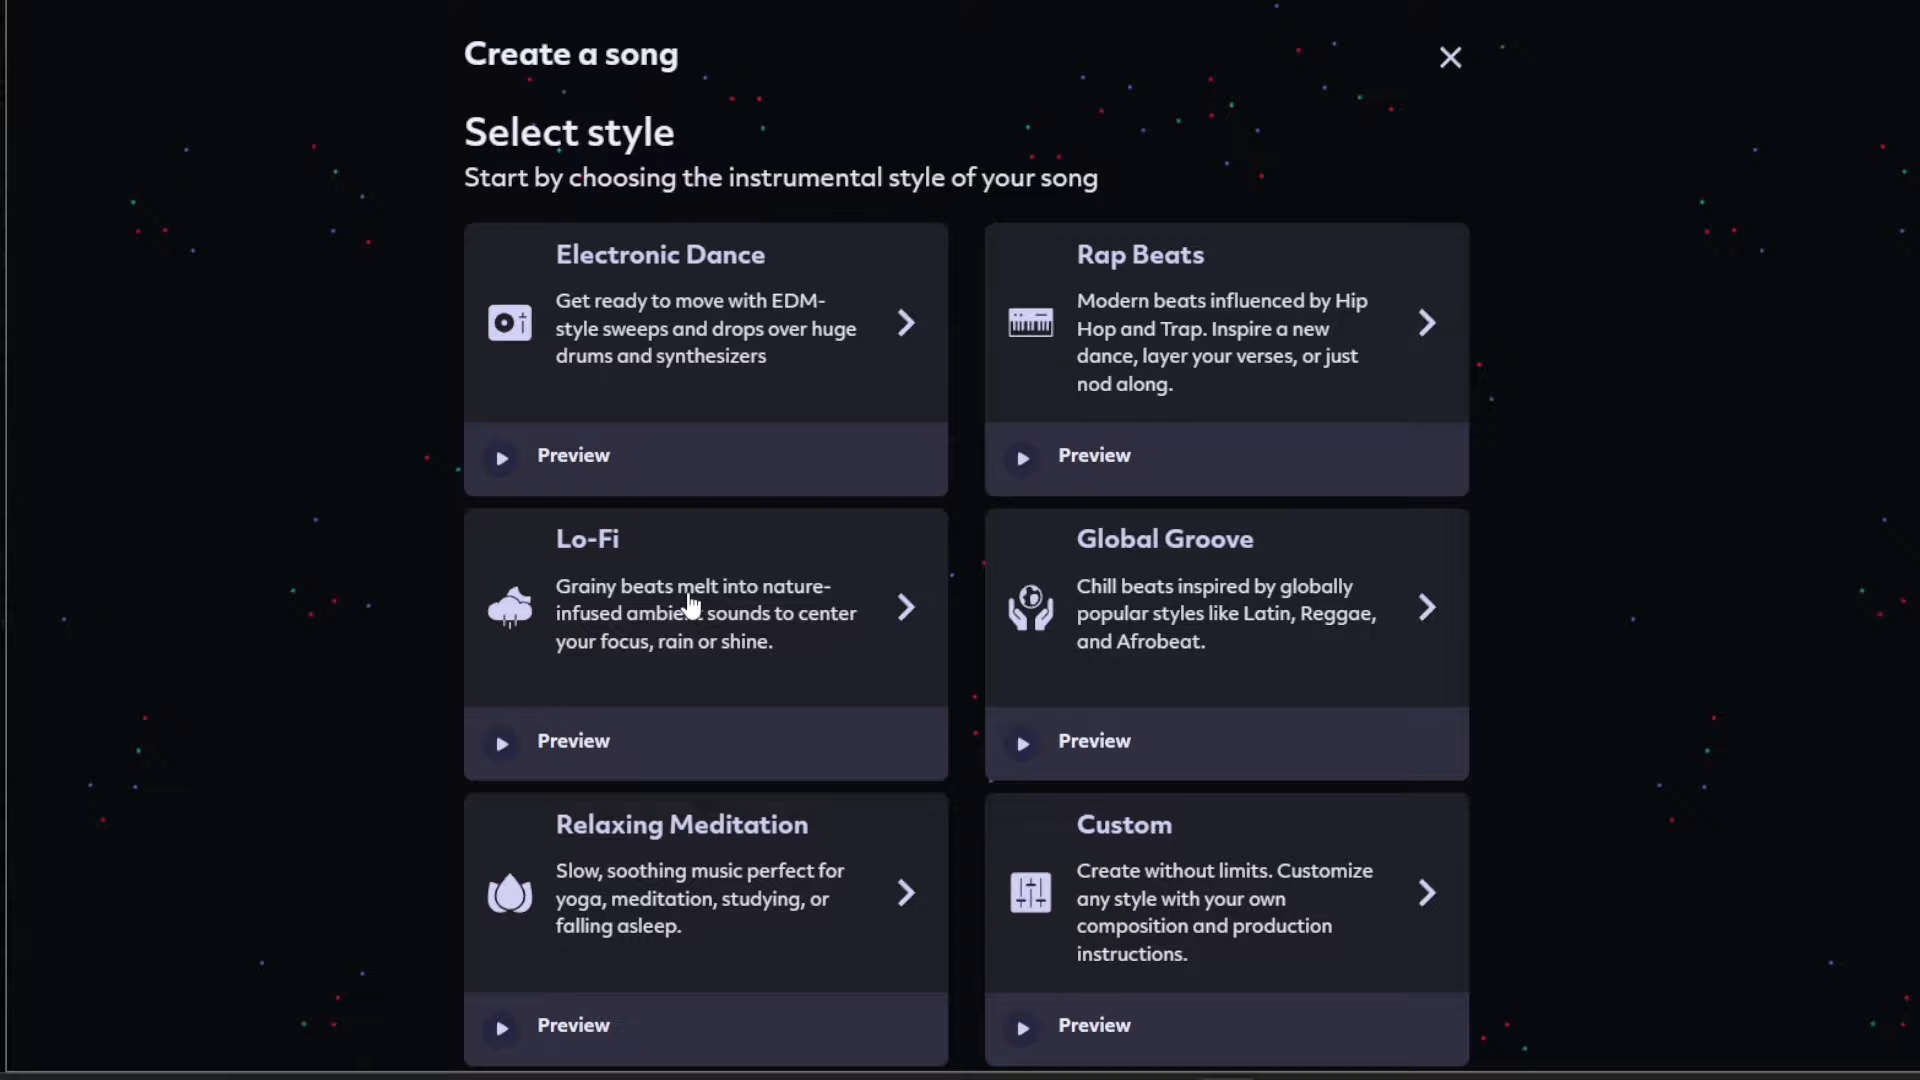 Create a song
Select style
Start by choosing the instrumental style of your song
Electronic Dance
Get ready to move with EDM-
style sweeps and drops over huge
drums and synthesizers
Preview
Rap Beats
Modern beats influenced by Hip
Hop and Trap. Inspire a new
dance, layer your verses, or just
nod along.
Preview
Lo-Fi
Grainy beats melt into nature-
infused ambient sounds to center
your focus, rain or shine.
Preview
Global Groove
Chill beats inspired by globally
popular styles like Latin, Reggae,
and Afrobeat.
Preview
Relaxing Meditation
Slow, soothing music perfect for
yoga, meditation, studying, or
falling asleep.
Preview
Custom
Create without limits. Customize
any style with your own
composition and production
instructions.
Preview